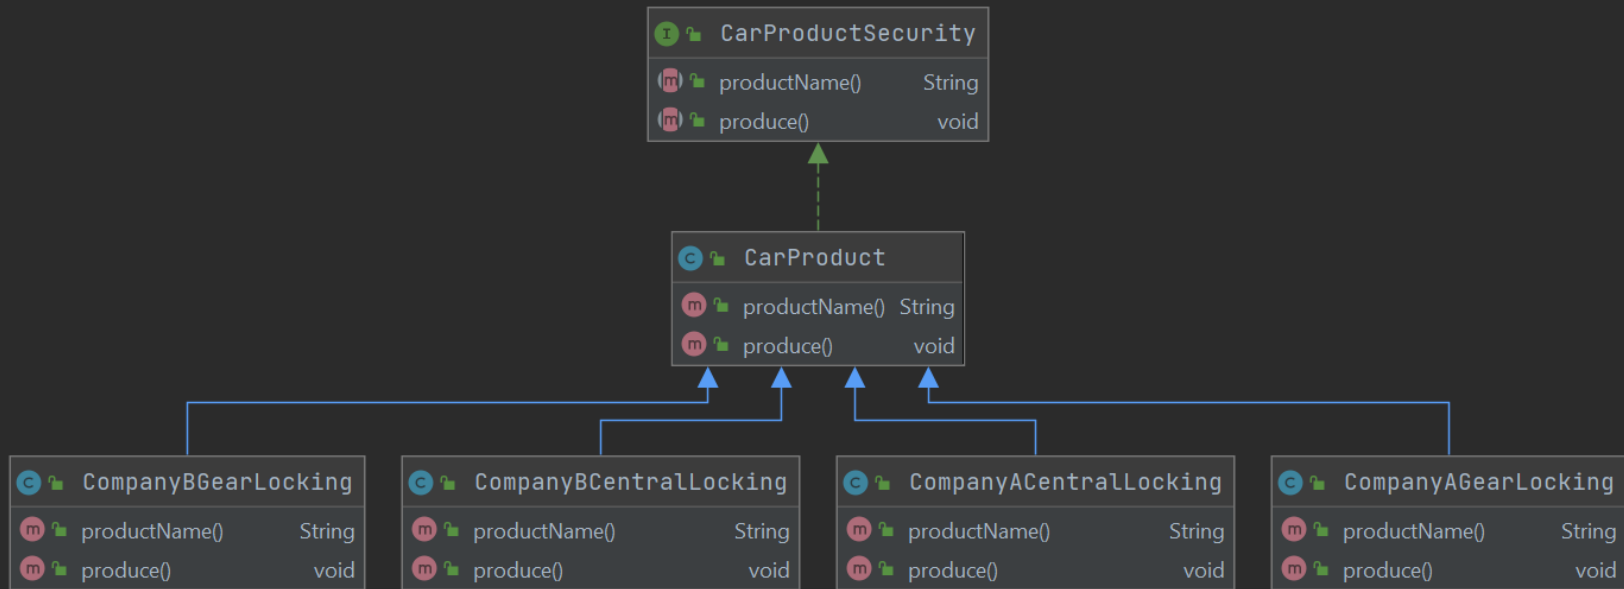 I CarProductSecurity
m productName() String
m produce() void
C CarProduct
m productName() String
m produce() void
C CompanyBGearLocking
m productName() String
m produce() void
C CompanyBCentralLocking
m productName() String
m produce() void
C CompanyACentralLocking
m productName() String
m produce() void
C CompanyAGearLocking
m productName() String
m produce() void